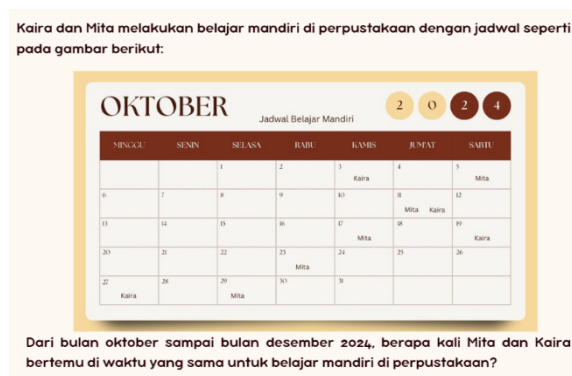 Kaira dan Mita melakukan belajar mandiri di perpustakaan dengan jadwal seperti
pada gambar berikut:
OKTOBER
Jadwal Belajar Mandiri
2 0 2 4
MINGGU SENIN SELASA RABU KAMIS JUM'AT SABTU
1 2 3 4 5
Kaira Mita
6 7 8 9 10 11 12
Mita Kaira
13 14 15 16 17 18 19
Mita Kaira
20 21 22 23 24 25 26
Mita
27 28 29 30 31
Kaira Mita
Dari bulan oktober sampai bulan desember 2024, berapa kali Mita dan Kaira
bertemu di waktu yang sama untuk belajar mandiri di perpustakaan?